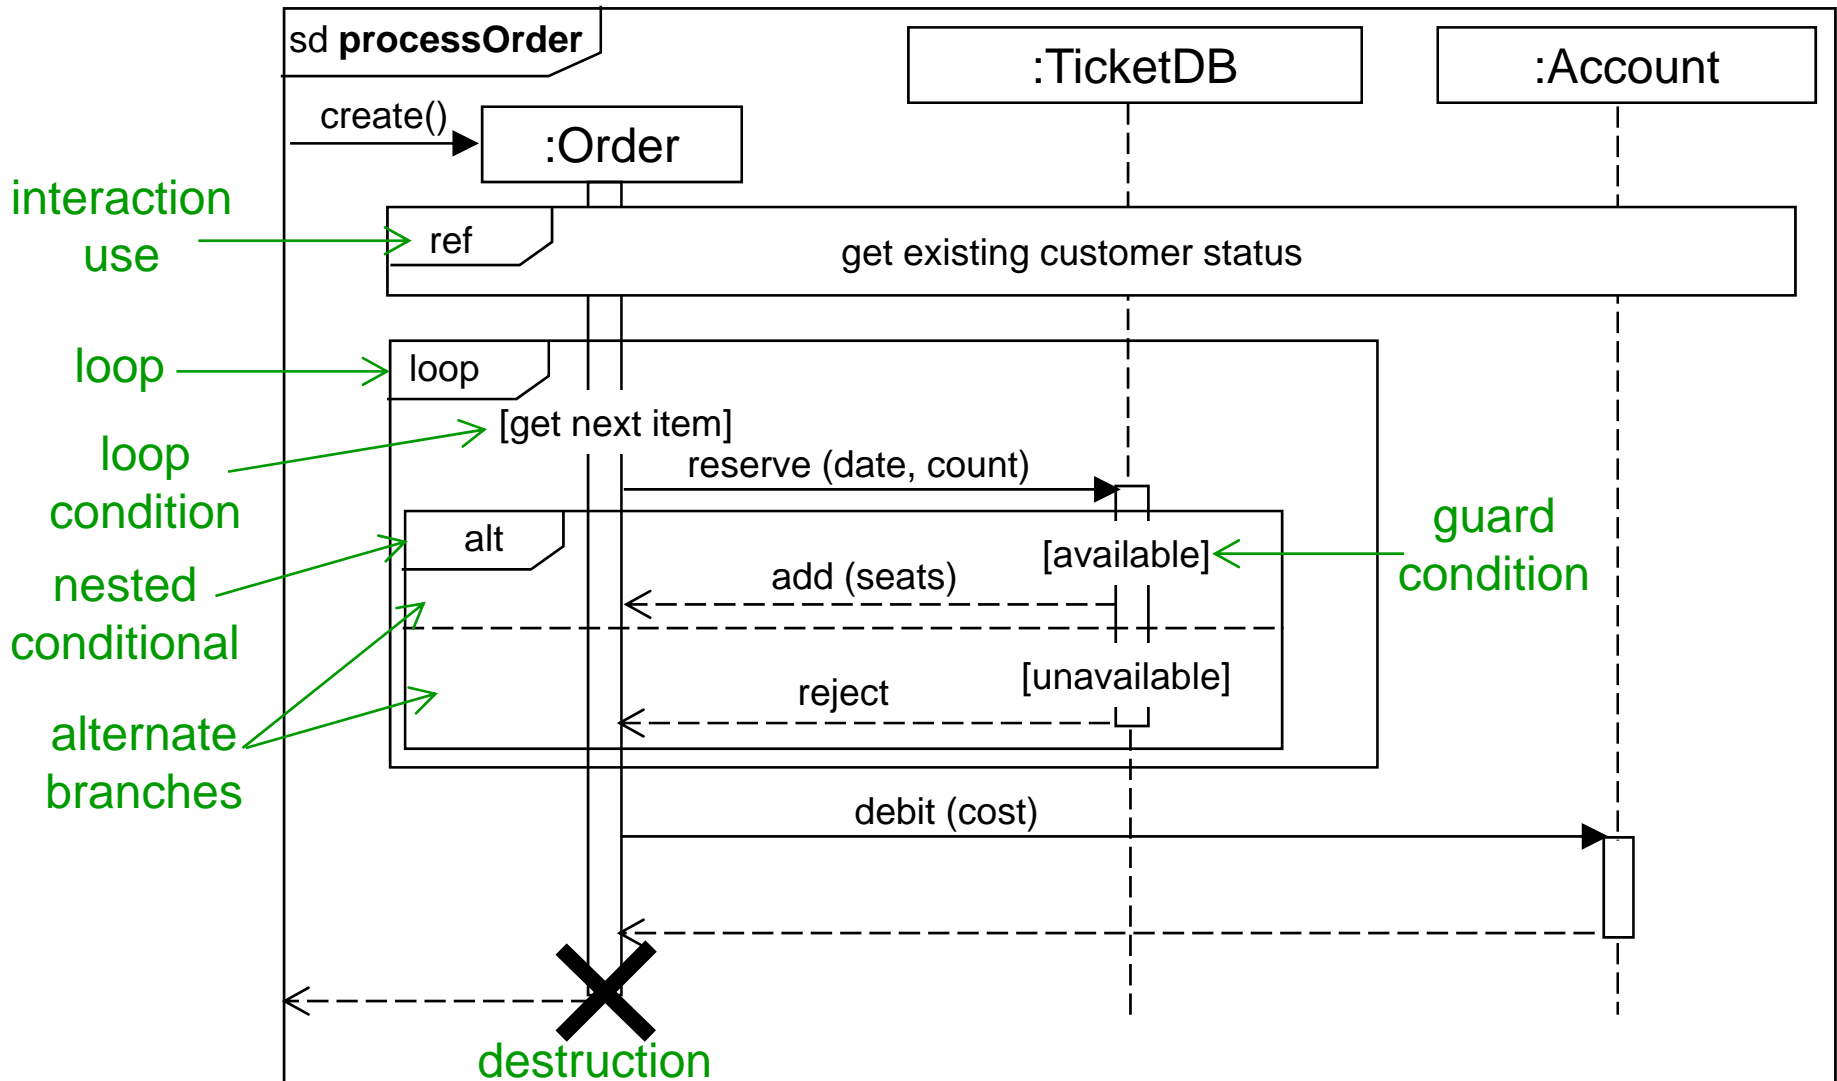 sd processOrder
:TicketDB
:Account
create()
:Order
interaction
use
ref
get existing customer status
loop
loop
[get next item]
loop
condition
reserve (date, count)
guard
condition
alt
[available]
add (seats)
nested
conditional
[unavailable]
reject
alternate
branches
debit (cost)
destruction